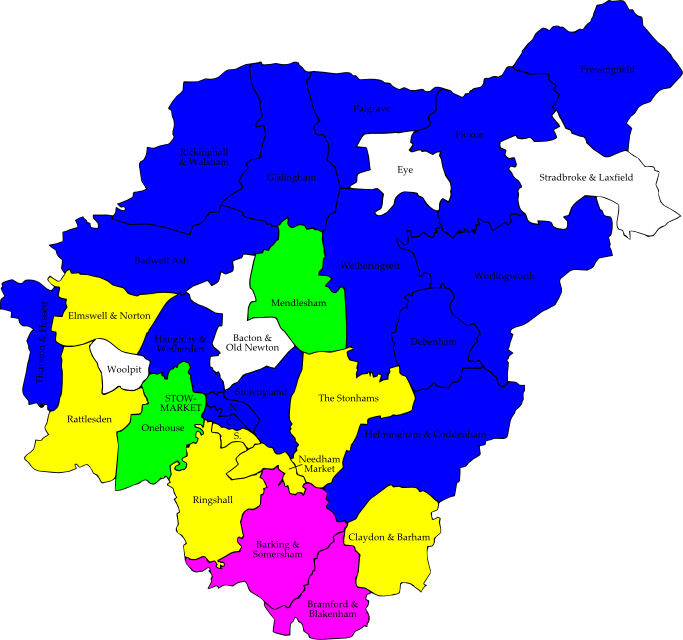 Fressingfield
Palgrave
Hoxne
Rickinghall
& Walsham
Eye
Stradbroke & Laxfield
Gislingham
Badwell Ash
Wetheringsett
Worlingworth
Mendlesham
Elmswell & Norton
Thurston & Hessett
Haughley &
Wetherden
Bacton &
Old Newton
Debenham
Woolpit
Stowupland
The Stonhams
STOW-
MARKET
N.
Rattlesden
Onehouse
S.
Helmingham & Coddenham
Needham
Market
Ringshall
Claydon & Barham
Barking &
Somersham
Bramford &
Blakenham